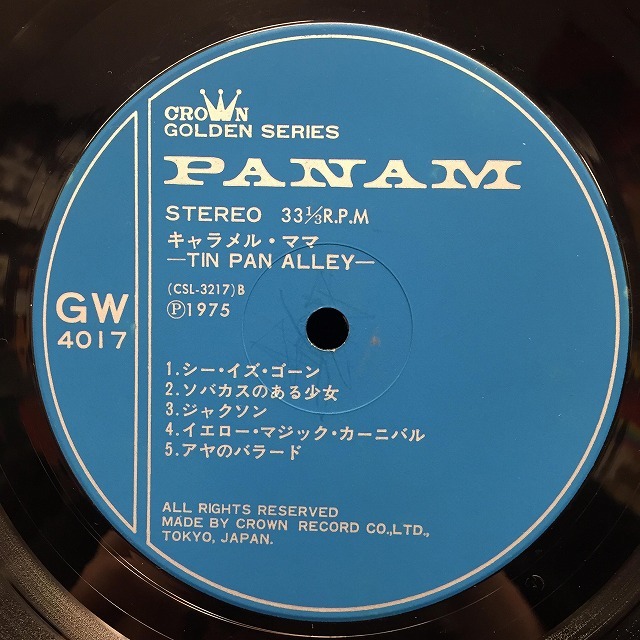 CROWN
GOLDEN SERIES
PANAM
STEREO 33⅓R.P.M
キャラメル・ママ
—TIN PAN ALLEY—
(CSL-3217)B
Ⓟ1975
GW
4017
1.シー・イズ・ゴーン
2.ソバカスのある少女
3.ジャクソン
4.イエロー・マジック・カーニバル
5.アヤのバラード
ALL RIGHTS RESERVED
MADE BY CROWN RECORD CO.,LTD.,
TOKYO, JAPAN.